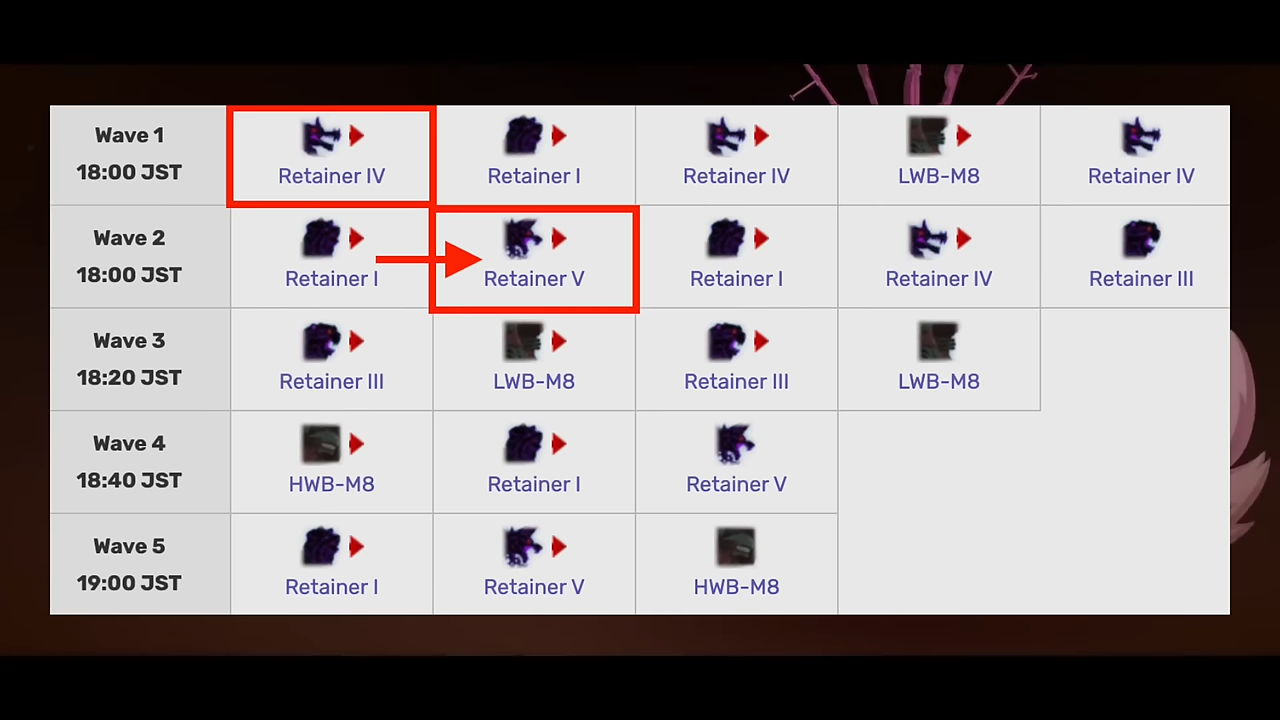 Wave 1
18:00 JST
Retainer IV
Retainer I
Retainer IV
LWB-M8
Retainer IV
Wave 2
18:00 JST
Retainer I
Retainer V
Retainer I
Retainer IV
Retainer III
Wave 3
18:20 JST
Retainer III
LWB-M8
Retainer III
LWB-M8
Wave 4
18:40 JST
HWB-M8
Retainer I
Retainer V
Wave 5
19:00 JST
Retainer I
Retainer V
HWB-M8